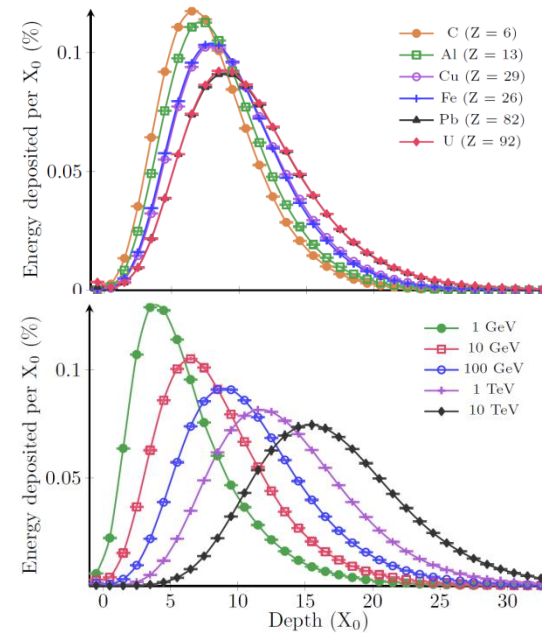 0.1
0.05
0
Energy deposited per X₀ (%)
C (Z = 6)
Al (Z = 13)
Cu (Z = 29)
Fe (Z = 26)
Pb (Z = 82)
U (Z = 92)
0.1
0.05
Energy deposited per X₀ (%)
1 GeV
10 GeV
100 GeV
1 TeV
10 TeV
0 5 10 15 20 25 30
Depth (X₀)